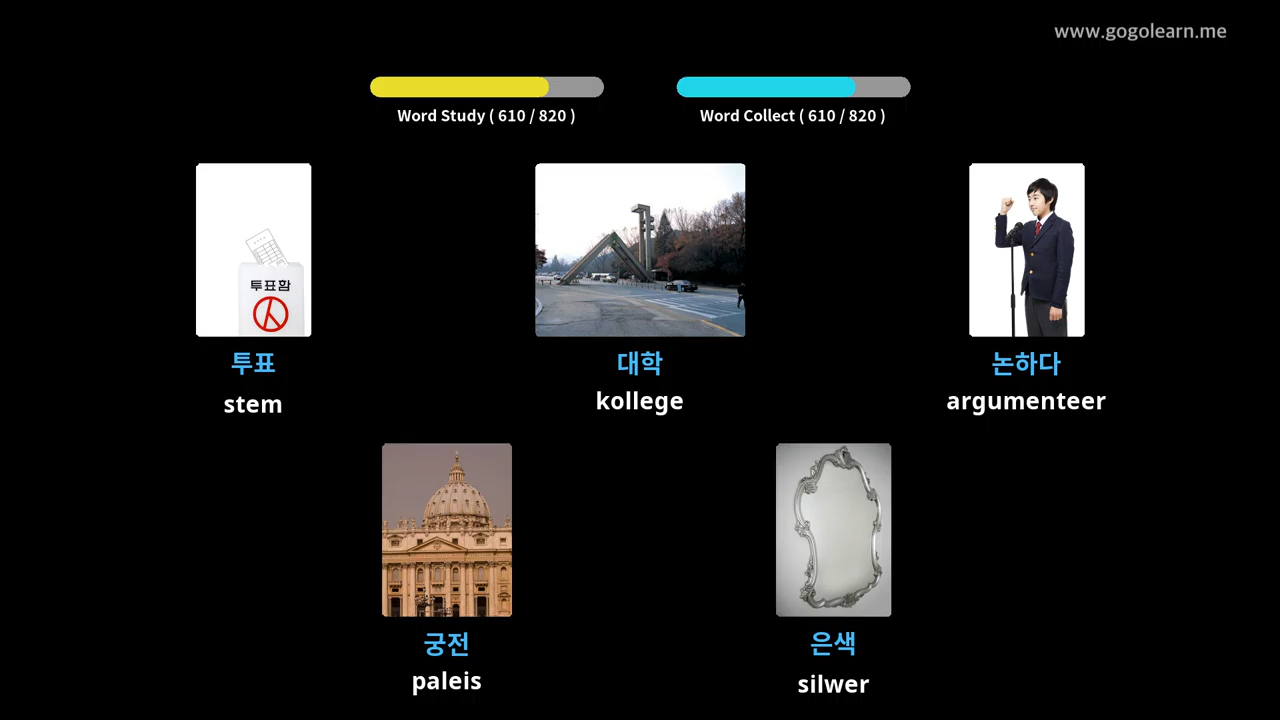 www.gogolearn.me
Word Study ( 610 / 820 )
Word Collect ( 610 / 820 )
투표함
투표
stem
대학
kollege
논하다
argumenteer
궁전
paleis
은색
silwer